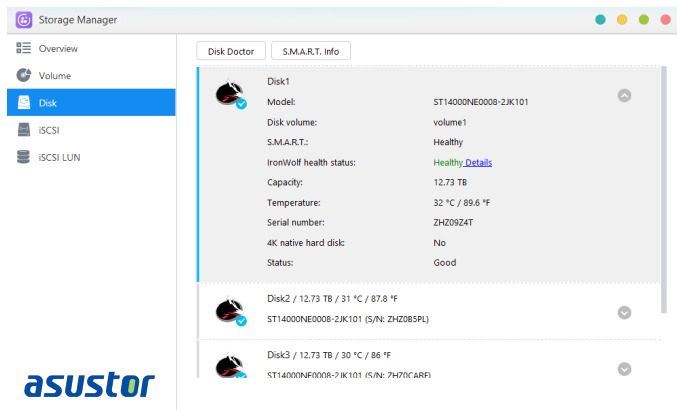 Storage Manager
Overview
Volume
Disk
iSCSI
iSCSI LUN
asustor
Disk Doctor
S.M.A.R.T. Info
Disk1
Model: ST14000NE0008-2JK101
Disk volume: volume1
S.M.A.R.T.: Healthy
IronWolf health status: Healthy Details
Capacity: 12.73 TB
Temperature: 32 °C / 89.6 °F
Serial number: ZHZ09Z4T
4K native hard disk: No
Status: Good
Disk2 / 12.73 TB / 31 °C / 87.8 °F
ST14000NE0008-2JK101 (S/N: ZHZ0B5PL)
Disk3 / 12.73 TB / 30 °C / 86 °F
ST14000NE0008-2JK101 (S/N: ZHZ0CARE)